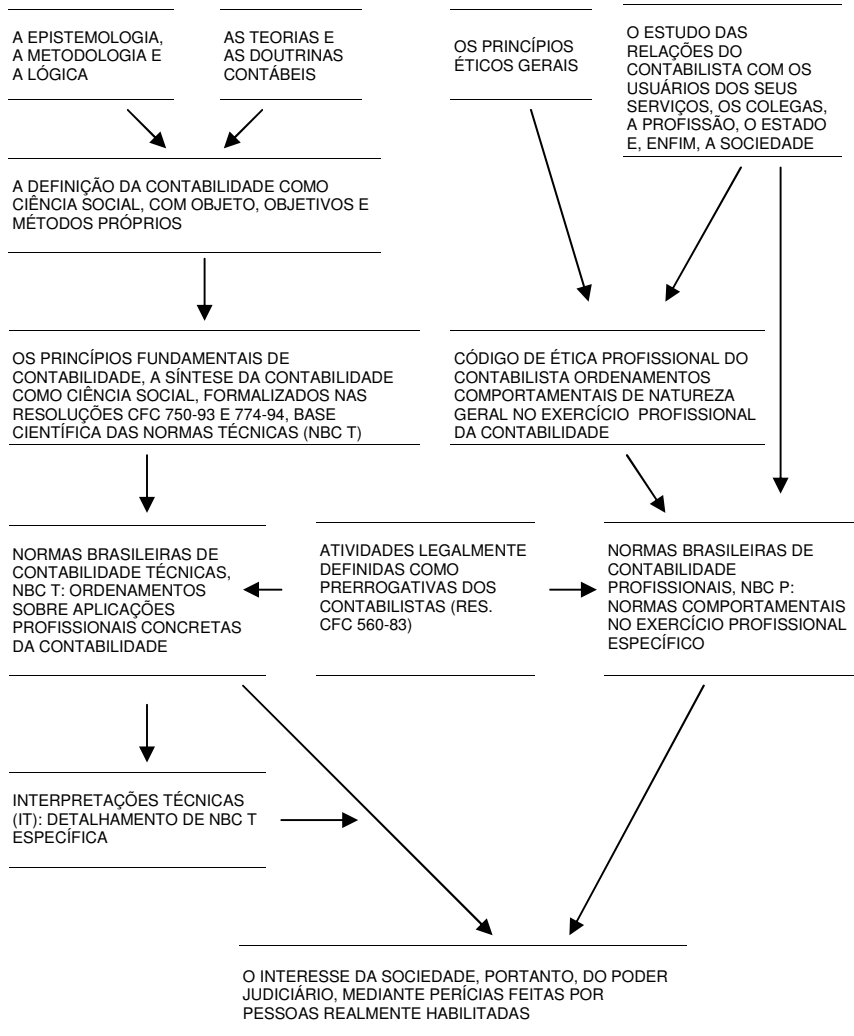 A EPISTEMOLOGIA,
A METODOLOGIA E
A LÓGICA
AS TEORIAS E
AS DOUTRINAS
CONTÁBEIS
OS PRINCÍPIOS
ÉTICOS GERAIS
O ESTUDO DAS
RELAÇÕES DO
CONTABILISTA COM OS
USUÁRIOS DOS SEUS
SERVIÇOS, OS COLEGAS,
A PROFISSÃO, O ESTADO
E, ENFIM, A SOCIEDADE
A DEFINIÇÃO DA CONTABILIDADE COMO
CIÊNCIA SOCIAL, COM OBJETO, OBJETIVOS E
MÉTODOS PRÓPRIOS
OS PRINCÍPIOS FUNDAMENTAIS DE
CONTABILIDADE, A SÍNTESE DA CONTABILIDADE
COMO CIÊNCIA SOCIAL, FORMALIZADOS NAS
RESOLUÇÕES CFC 750-93 E 774-94, BASE
CIENTÍFICA DAS NORMAS TÉCNICAS (NBC T)
CÓDIGO DE ÉTICA PROFISSIONAL DO
CONTABILISTA ORDENAMENTOS
COMPORTAMENTAIS DE NATUREZA
GERAL NO EXERCÍCIO PROFISSIONAL
DA CONTABILIDADE
NORMAS BRASILEIRAS DE
CONTABILIDADE TÉCNICAS,
NBC T: ORDENAMENTOS
SOBRE APLICAÇÕES
PROFISSIONAIS CONCRETAS
DA CONTABILIDADE
ATIVIDADES LEGALMENTE
DEFINIDAS COMO
PRERROGATIVAS DOS
CONTABILISTAS (RES.
CFC 560-83)
NORMAS BRASILEIRAS DE
CONTABILIDADE
PROFISSIONAIS, NBC P:
NORMAS COMPORTAMENTAIS
NO EXERCÍCIO PROFISSIONAL
ESPECÍFICO
INTERPRETAÇÕES TÉCNICAS
(IT): DETALHAMENTO DE NBC T
ESPECÍFICA
O INTERESSE DA SOCIEDADE, PORTANTO, DO PODER
JUDICIÁRIO, MEDIANTE PERÍCIAS FEITAS POR
PESSOAS REALMENTE HABILITADAS